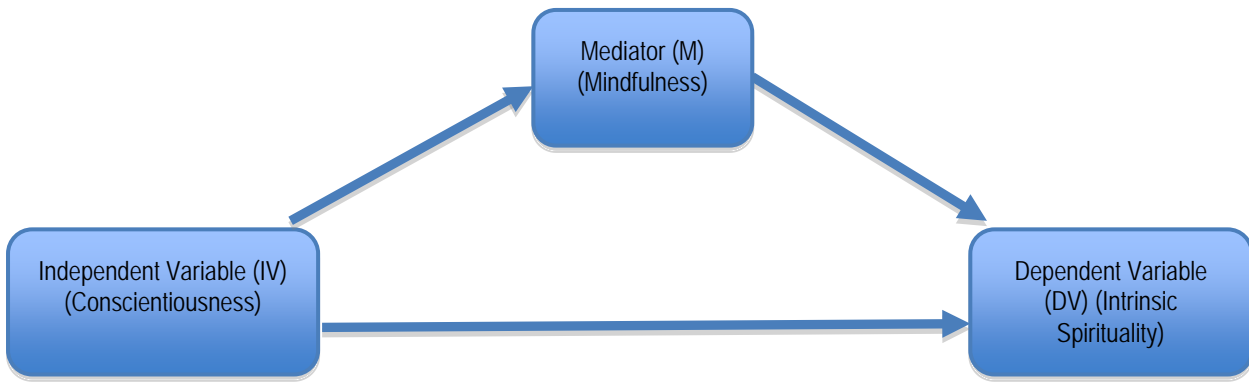 Mediator (M)
(Mindfulness)
Independent Variable (IV)
(Conscientiousness)
Dependent Variable
(DV) (Intrinsic
Spirituality)